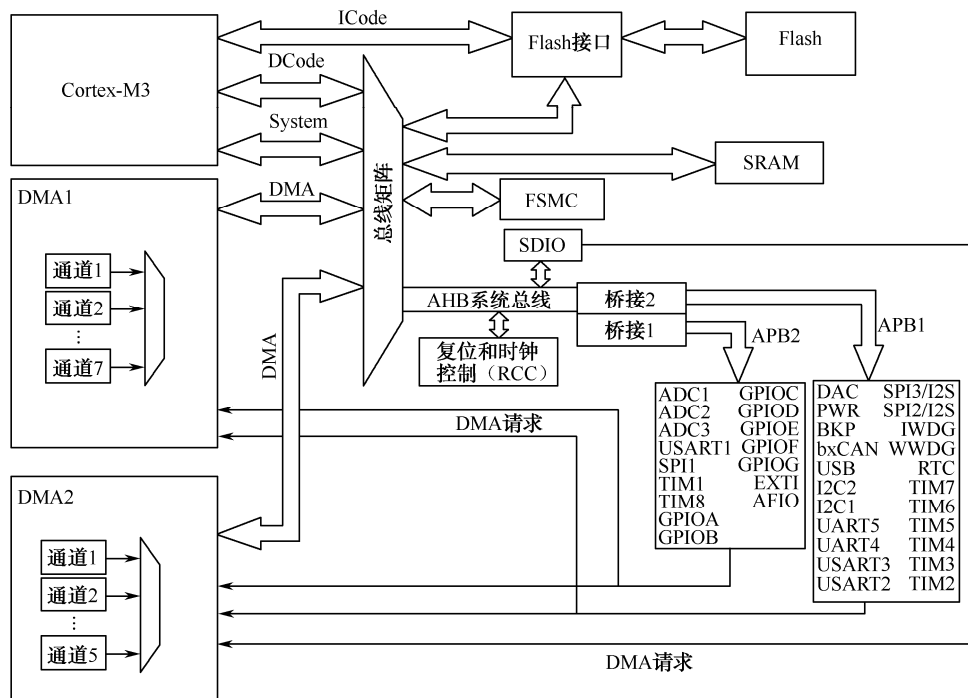 ICode
Flash接口
Flash
Cortex-M3
DCode
System
SRAM
DMA1
DMA
总线矩阵
FSMC
SDIO
通道1
通道2
⋮
通道7
AHB系统总线
桥接2
桥接1
APB2
APB1
DMA
复位和时钟
控制（RCC）
DMA请求
ADC1 GPIOC
ADC2 GPIOD
ADC3 GPIOE
USART1 GPIOF
SPI1 GPIOG
TIM1 EXTI
TIM8 AFIO
GPIOA
GPIOB
DAC SPI3/I2S
PWR SPI2/I2S
BKP IWDG
bxCAN WWDG
USB RTC
I2C2 TIM7
I2C1 TIM6
UART5 TIM5
UART4 TIM4
USART3 TIM3
USART2 TIM2
DMA2
通道1
通道2
⋮
通道5
DMA请求